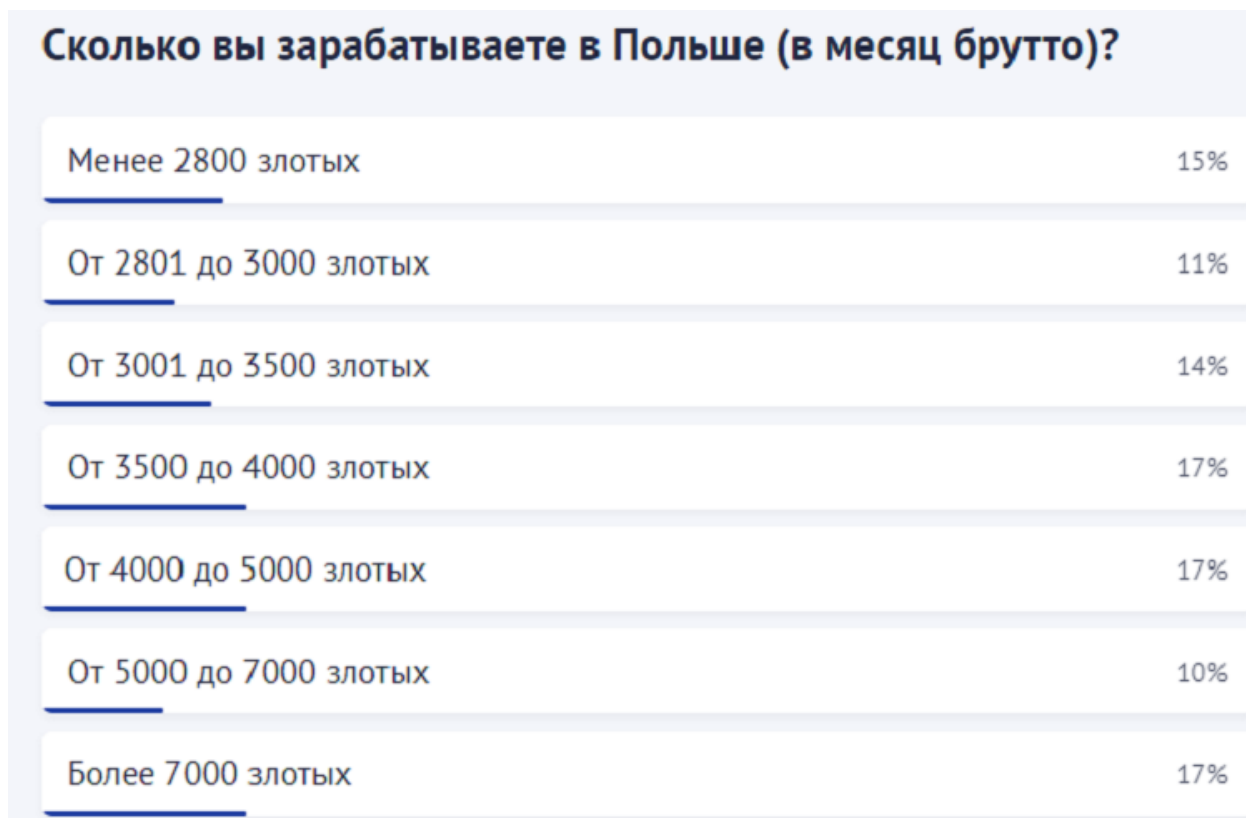 Сколько вы зарабатываете в Польше (в месяц брутто)?
Менее 2800 злотых 15%
От 2801 до 3000 злотых 11%
От 3001 до 3500 злотых 14%
От 3500 до 4000 злотых 17%
От 4000 до 5000 злотых 17%
От 5000 до 7000 злотых 10%
Более 7000 злотых 17%